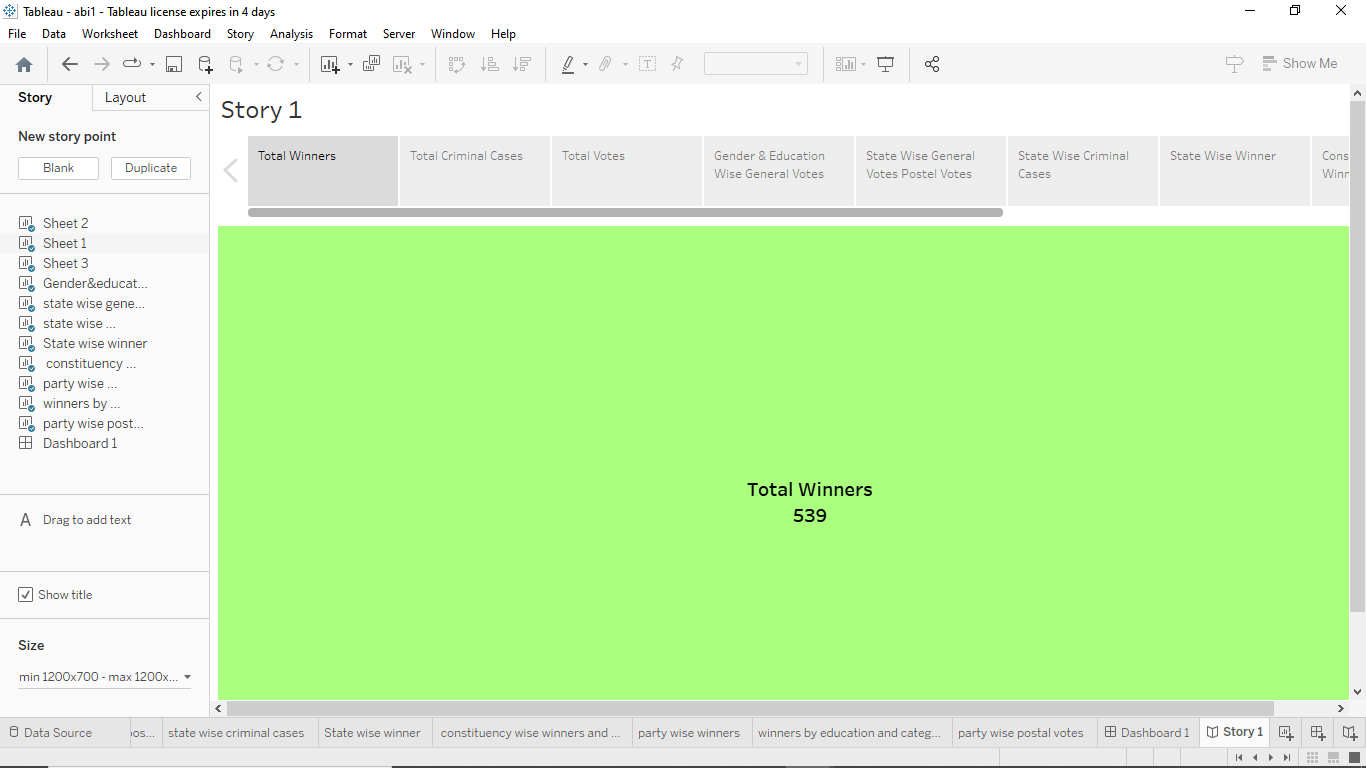 Tableau - abi1 - Tableau license expires in 4 days
File Data Worksheet Dashboard Story Analysis Format Server Window Help
Show Me
Story Layout
New story point
Blank Duplicate
Sheet 2
Sheet 1
Sheet 3
Gender&educat...
state wise gene...
state wise ...
State wise winner
constituency ...
party wise ...
winners by ...
party wise post...
Dashboard 1
A Drag to add text
Show title
Size
min 1200x700 - max 1200x...
Story 1
Total Winners
Total Criminal Cases
Total Votes
Gender & Education
Wise General Votes
State Wise General
Votes Postel Votes
State Wise Criminal
Cases
State Wise Winner
Cons
Winn
Total Winners
539
Data Source os... state wise criminal cases State wise winner constituency wise winners and ... party wise winners winners by education and categ... party wise postal votes Dashboard 1 Story 1